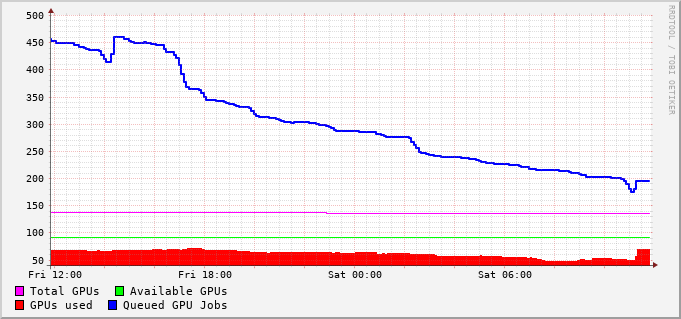 500
450
400
350
300
250
200
150
100
50
Fri 12:00 Fri 18:00 Sat 00:00 Sat 06:00
Total GPUs Available GPUs
GPUs used Queued GPU Jobs
RRDTOOL / TOBI OETIKER